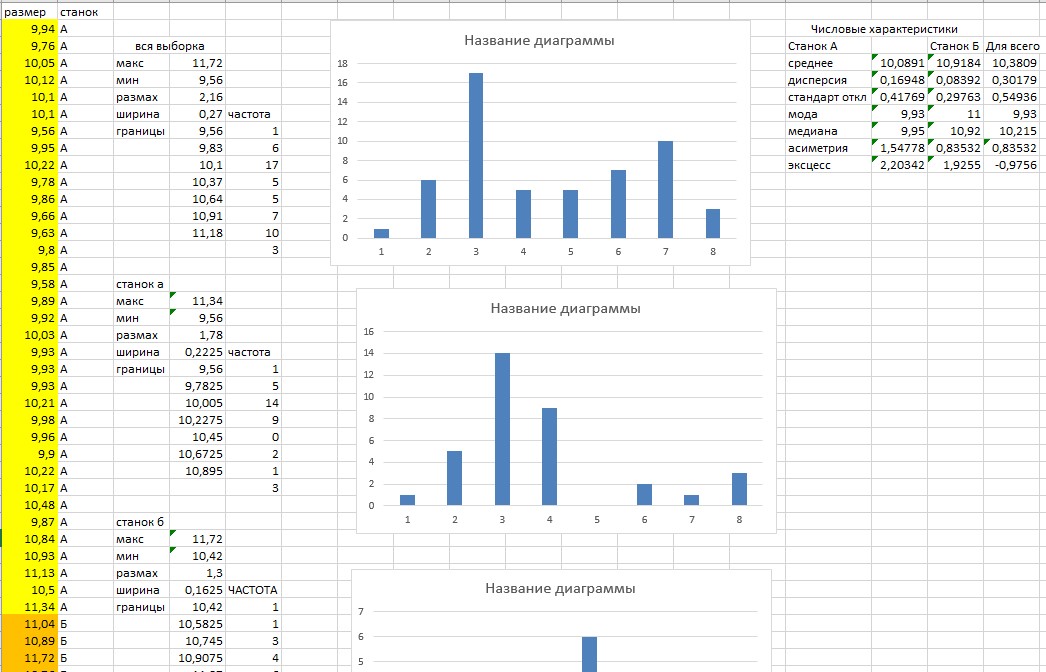 размер станок
9,94 А Числовые характеристики
9,76 А вся выборка Название диаграммы Станок А Станок Б Для всего
10,05 А макс 11,72 18 среднее 10,0891 10,9184 10,3809
10,12 А мин 9,56 16 дисперсия 0,16948 0,08392 0,30179
10,1 А размах 2,16 14 стандарт откл 0,41769 0,29763 0,54936
10,1 А ширина 0,27 частота 12 мода 9,93 11 9,93
9,56 А границы 9,56 1 10 медиана 9,95 10,92 10,215
9,95 А 9,83 6 8 асиметрия 1,54778 0,83532 0,83532
10,22 А 10,1 17 эксцесс 2,20342 1,9255 -0,9756
9,78 А 10,37 5 6
9,86 А 10,64 5 4
9,66 А 10,91 7 2
9,63 А 11,18 10 0
9,8 А 3 1 2 3 4 5 6 7 8
9,85 А
9,58 А станок а
9,89 А макс 11,34 Название диаграммы
9,92 А мин 9,56 16
10,03 А размах 1,78 14
9,93 А ширина 0,2225 частота 12
9,93 А границы 9,56 1
9,93 А 9,7825 5 10
10,21 А 10,005 14 8
9,98 А 10,2275 9
9,96 А 10,45 0 6
9,9 А 10,6725 2 4
10,22 А 10,895 1 2
10,17 А 3 0
10,48 А 1 2 3 4 5 6 7 8
9,87 А станок б
10,84 А макс 11,72
10,93 А мин 10,42
11,13 А размах 1,3
10,5 А ширина 0,1625 ЧАСТОТА Название диаграммы
11,34 А границы 10,42 1 7
11,04 Б 10,5825 1
10,89 Б 10,745 3 6
11,72 Б 10,9075 4 5